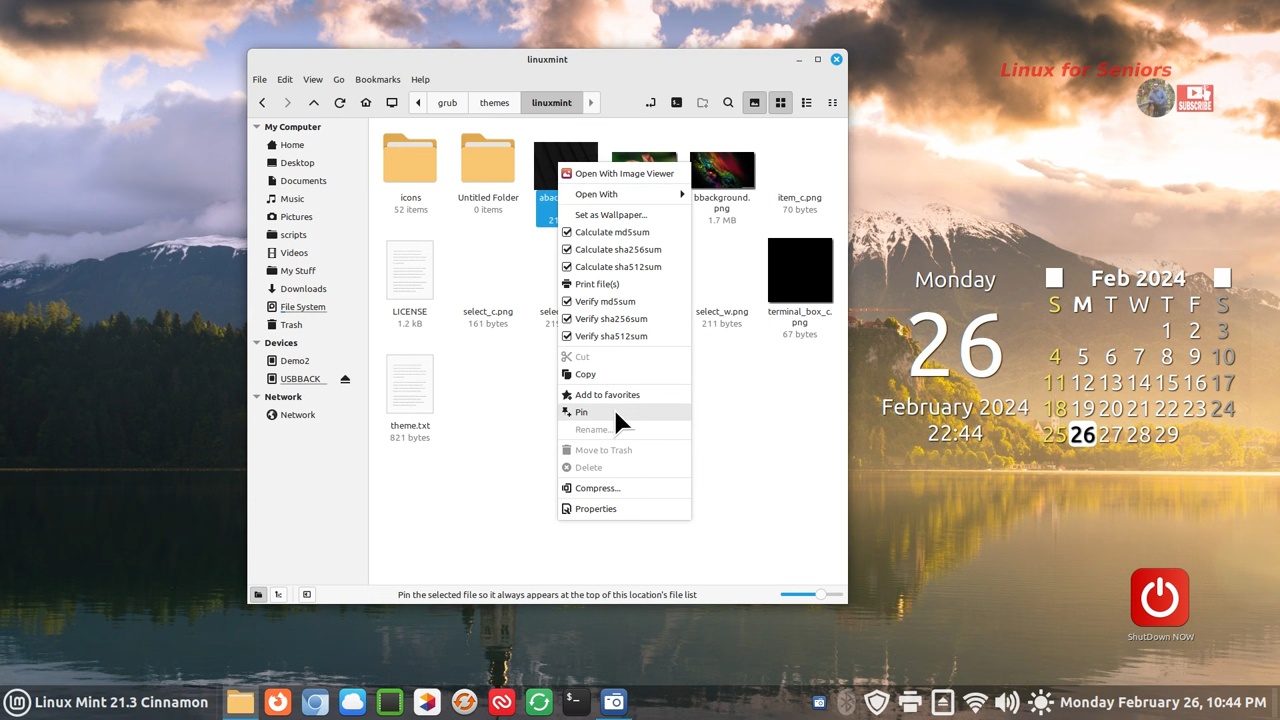 linuxmint
File Edit View Go Bookmarks Help
grub themes linuxmint
My Computer
Home
Desktop
Documents
Music
Pictures
scripts
Videos
My Stuff
Downloads
File System
Trash
Devices
Demo2
USBBACK
Network
Network
icons
52 items
Untitled Folder
0 items
bbackground.
png
1.7 MB
item_c.png
70 bytes
LICENSE
1.2 kB
select_c.png
161 bytes
select_w.png
211 bytes
terminal_box_c.
png
67 bytes
theme.txt
821 bytes
Open With Image Viewer
Open With
Set as Wallpaper...
Calculate md5sum
Calculate sha256sum
Calculate sha512sum
Print file(s)
Verify md5sum
Verify sha256sum
Verify sha512sum
Cut
Copy
Add to favorites
Pin
Rename...
Move to Trash
Delete
Compress...
Properties
Pin the selected file so it always appears at the top of this location's file list
Linux for Seniors
SUBSCRIBE
Monday
26
February 2024
22:44
Feb 2024
S M T W T F S
1 2 3
4 5 6 7 8 9 10
11 12 13 14 15 16 17
18 19 20 21 22 23 24
25 26 27 28 29
ShutDown NOW
Linux Mint 21.3 Cinnamon
Monday February 26, 10:44 PM